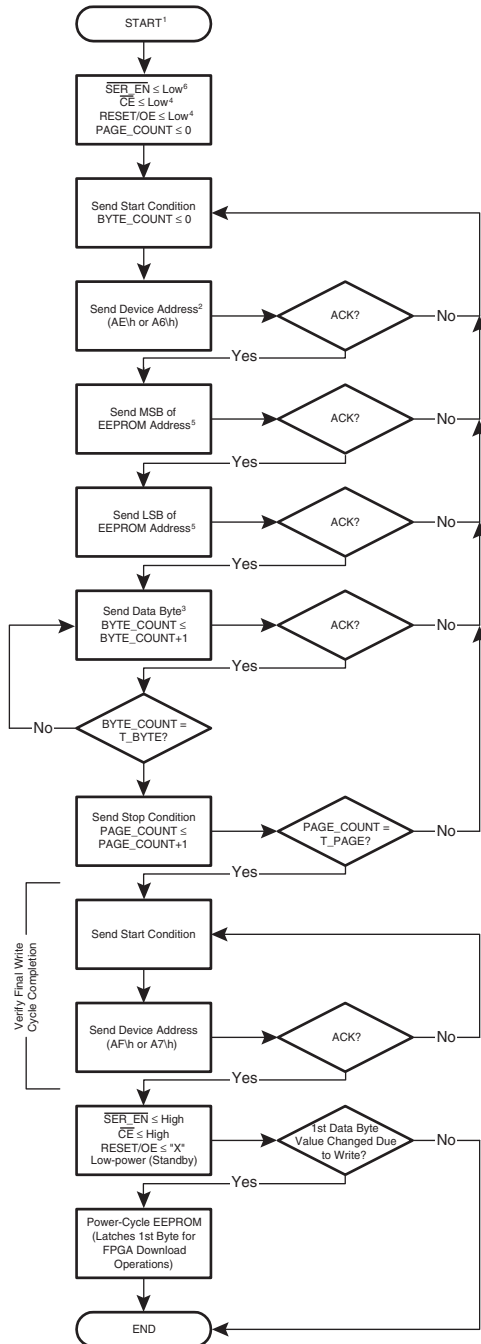 START¹
SER_EN ≤ Low⁶
CE ≤ Low⁴
RESET/OE ≤ Low⁴
PAGE_COUNT ≤ 0
Send Start Condition
BYTE_COUNT ≤ 0
Send Device Address²
(AE\h or A6\h)
ACK?
No
Yes
Send MSB of
EEPROM Address⁵
ACK?
No
Yes
Send LSB of
EEPROM Address⁵
ACK?
No
Yes
Send Data Byte³
BYTE_COUNT ≤
BYTE_COUNT+1
ACK?
No
Yes
BYTE_COUNT =
T_BYTE?
No
Send Stop Condition
PAGE_COUNT ≤
PAGE_COUNT+1
PAGE_COUNT =
T_PAGE?
No
Yes
Verify Final Write
Cycle Completion
Send Start Condition
Send Device Address
(AF\h or A7\h)
ACK?
No
Yes
SER_EN ≤ High
CE ≤ High
RESET/OE ≤ "X"
Low-power (Standby)
1st Data Byte
Value Changed Due
to Write?
No
Yes
Power-Cycle EEPROM
(Latches 1st Byte for
FPGA Download
Operations)
END